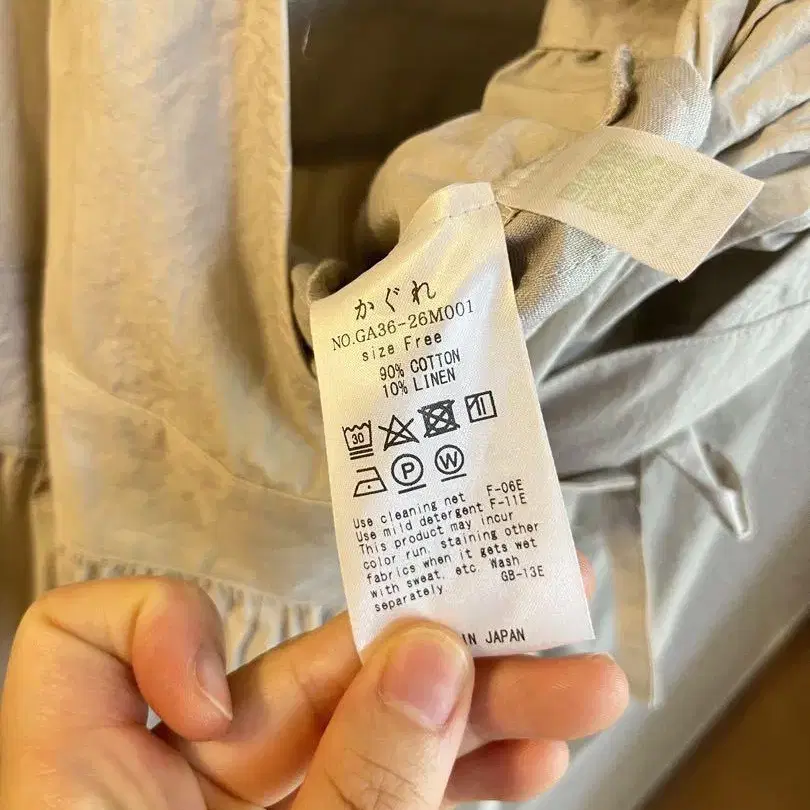 かぐれ
NO.GA36-26M001
size Free
90% COTTON
10% LINEN
30
P W
Use cleaning net F-06E
Use mild detergent F-11E
This product may incur
color run, staining other
fabrics when it gets wet
with sweat, etc. Wash
separately GB-13E
IN JAPAN